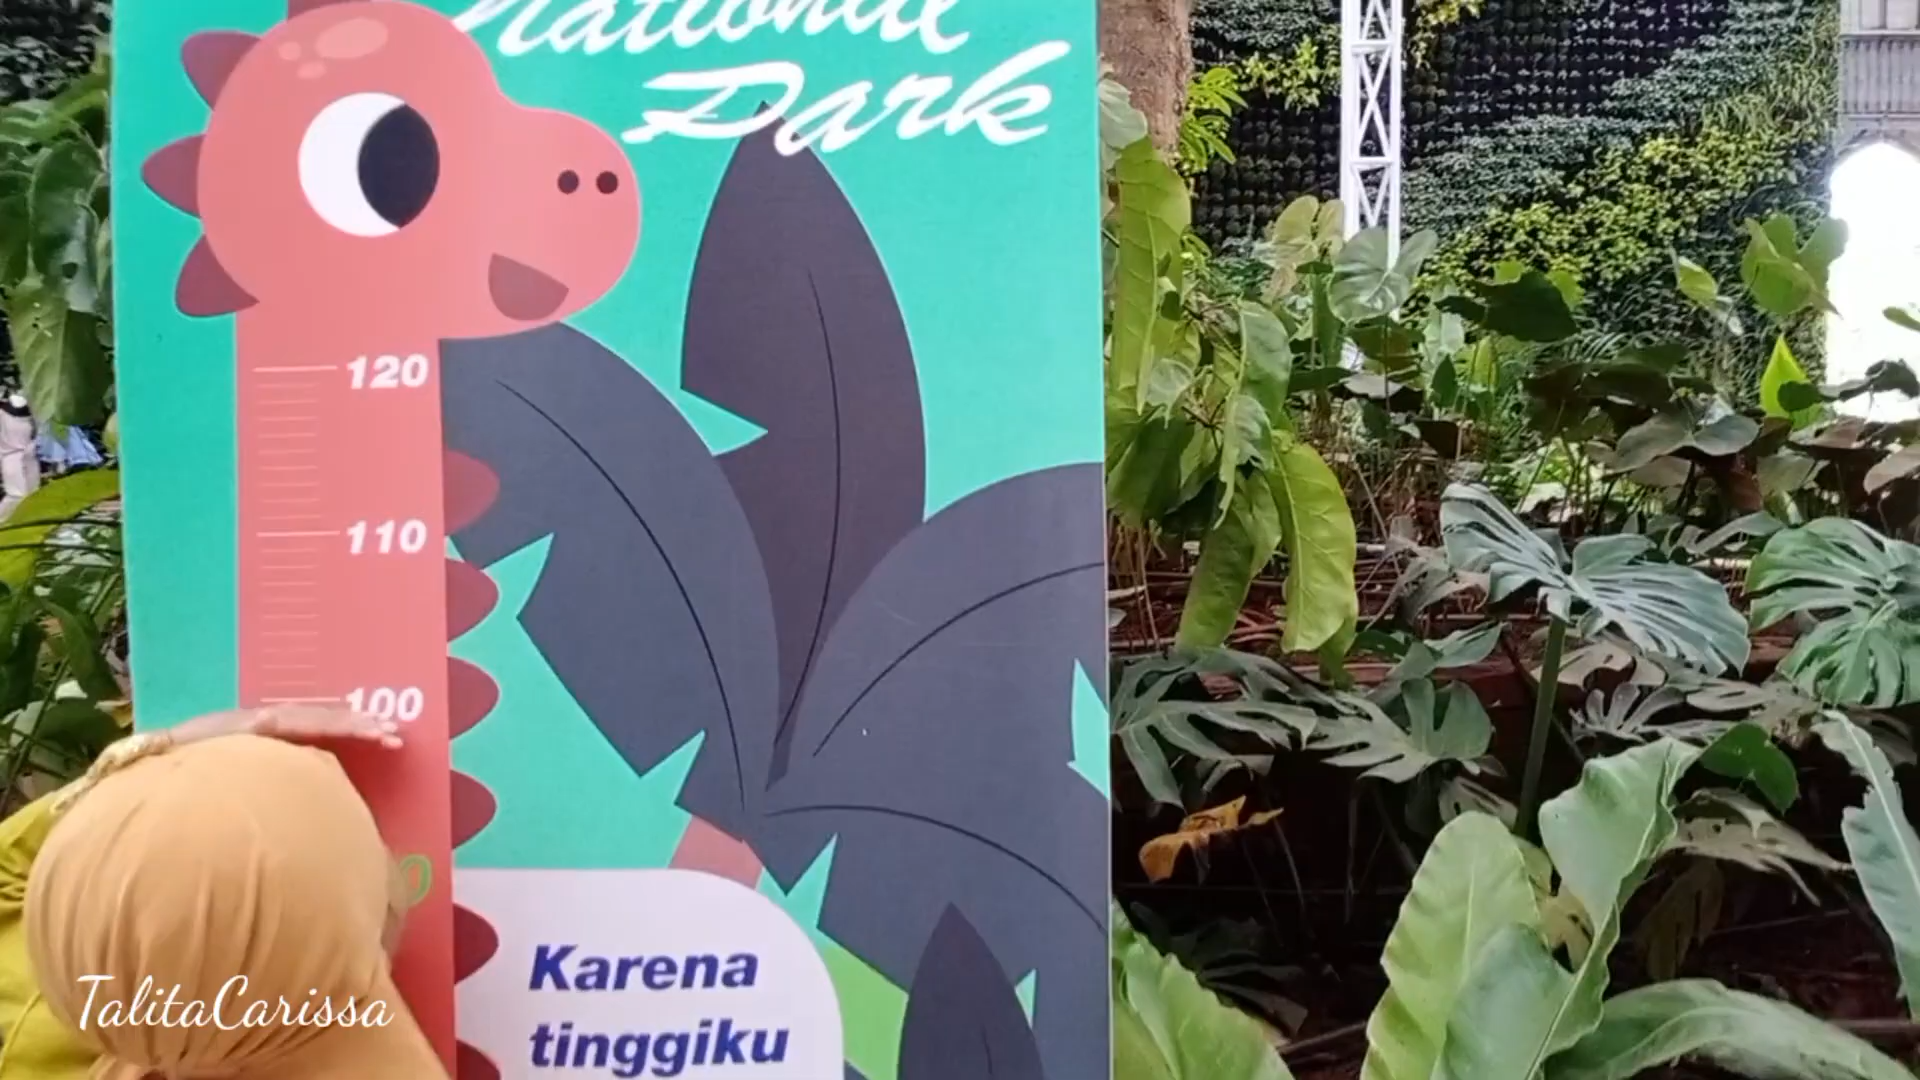 National
Park
120
110
100
Karena
tinggiku
TalitaCarissa